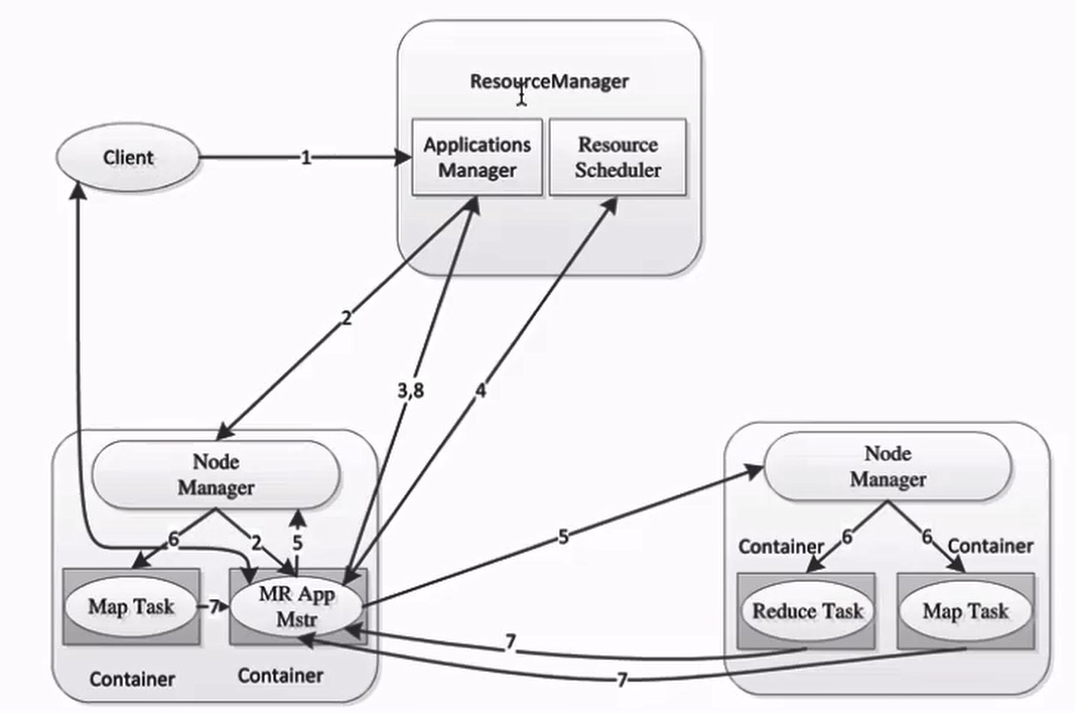 ResourceManager
Client
1
Applications
Manager
Resource
Scheduler
2
3,8
4
Node
Manager
6
2
5
Map Task
7
MR App
Mstr
Container
Container
5
Node
Manager
Container
6
6
Container
Reduce Task
Map Task
7
7